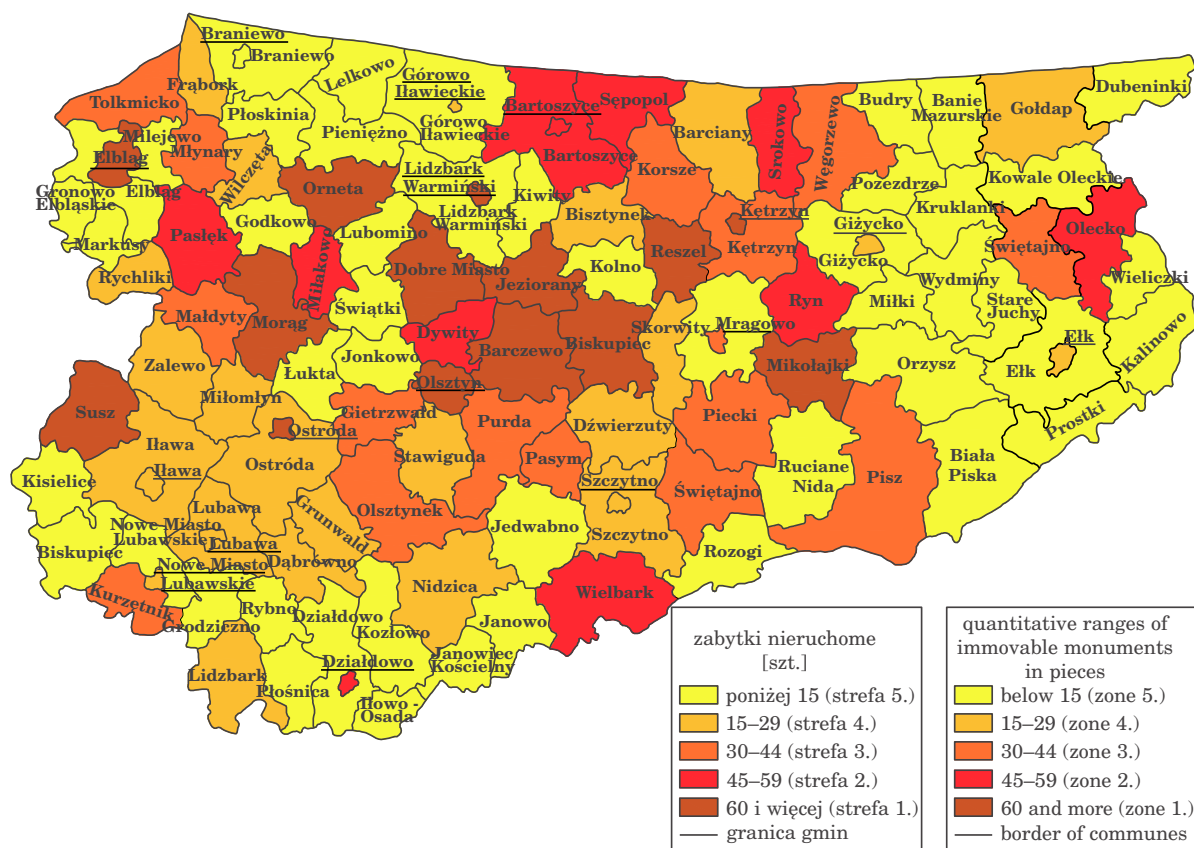 Braniewo
Braniewo
Lelkowo
Frąbork
Tolkmicko
Płoskinia
Górowo
Iławieckie
Górowo
Iławieckie
Bartoszyce
Sępopol
Bartoszyce
Barciany
Srokowo
Węgorzewo
Budry
Banie
Mazurskie
Gołdap
Dubeninki
Milejewo
Elbląg
Młynary
Pieniężno
Wilczęta
Orneta
Lidzbark
Warmiński
Kiwity
Korsze
Pozezdrze
Kowale Oleckie
Gronowo
Elbląskie
Elbląg
Godkowo
Lubomino
Lidzbark
Warmiński
Bisztynek
Kętrzyn
Kętrzyn
Giżycko
Giżycko
Kruklanki
Świętajno
Olecko
Markusy
Pasłęk
Rychliki
Miłakowo
Dobre Miasto
Jeziorany
Kolno
Reszel
Wieliczki
Małdyty
Morąg
Świątki
Ryn
Miłki
Wydminy
Stare
Juchy
Dywity
Skorwity
Mrągowo
Zalewo
Jonkowo
Barczewo
Biskupiec
Mikołajki
Orzysz
Ełk
Ełk
Kalinowo
Łukta
Olsztyn
Miłomłyn
Susz
Gietrzwałd
Purda
Piecki
Prostki
Iława
Ostróda
Dźwierzuty
Ostróda
Stawiguda
Pasym
Iława
Kisielice
Szczytno
Świętajno
Ruciane
Nida
Pisz
Biała
Piska
Lubawa
Grunwald
Olsztynek
Jedwabno
Szczytno
Nowe Miasto
Lubawskie
Lubawa
Biskupiec
Dąbrówno
Rozogi
Nowe Miasto
Lubawskie
Nidzica
Wielbark
Kurzętnik
Rybno
Działdowo
Grodziczno
Kozłowo
Janowo
Działdowo
Janowiec
Kościelny
Lidzbark
Płośnica
Iłowo -
Osada
zabytki nieruchome
[szt.]
poniżej 15 (strefa 5.)
15–29 (strefa 4.)
30–44 (strefa 3.)
45–59 (strefa 2.)
60 i więcej (strefa 1.)
granica gmin
quantitative ranges of
immovable monuments
in pieces
below 15 (zone 5.)
15–29 (zone 4.)
30–44 (zone 3.)
45–59 (zone 2.)
60 and more (zone 1.)
border of communes